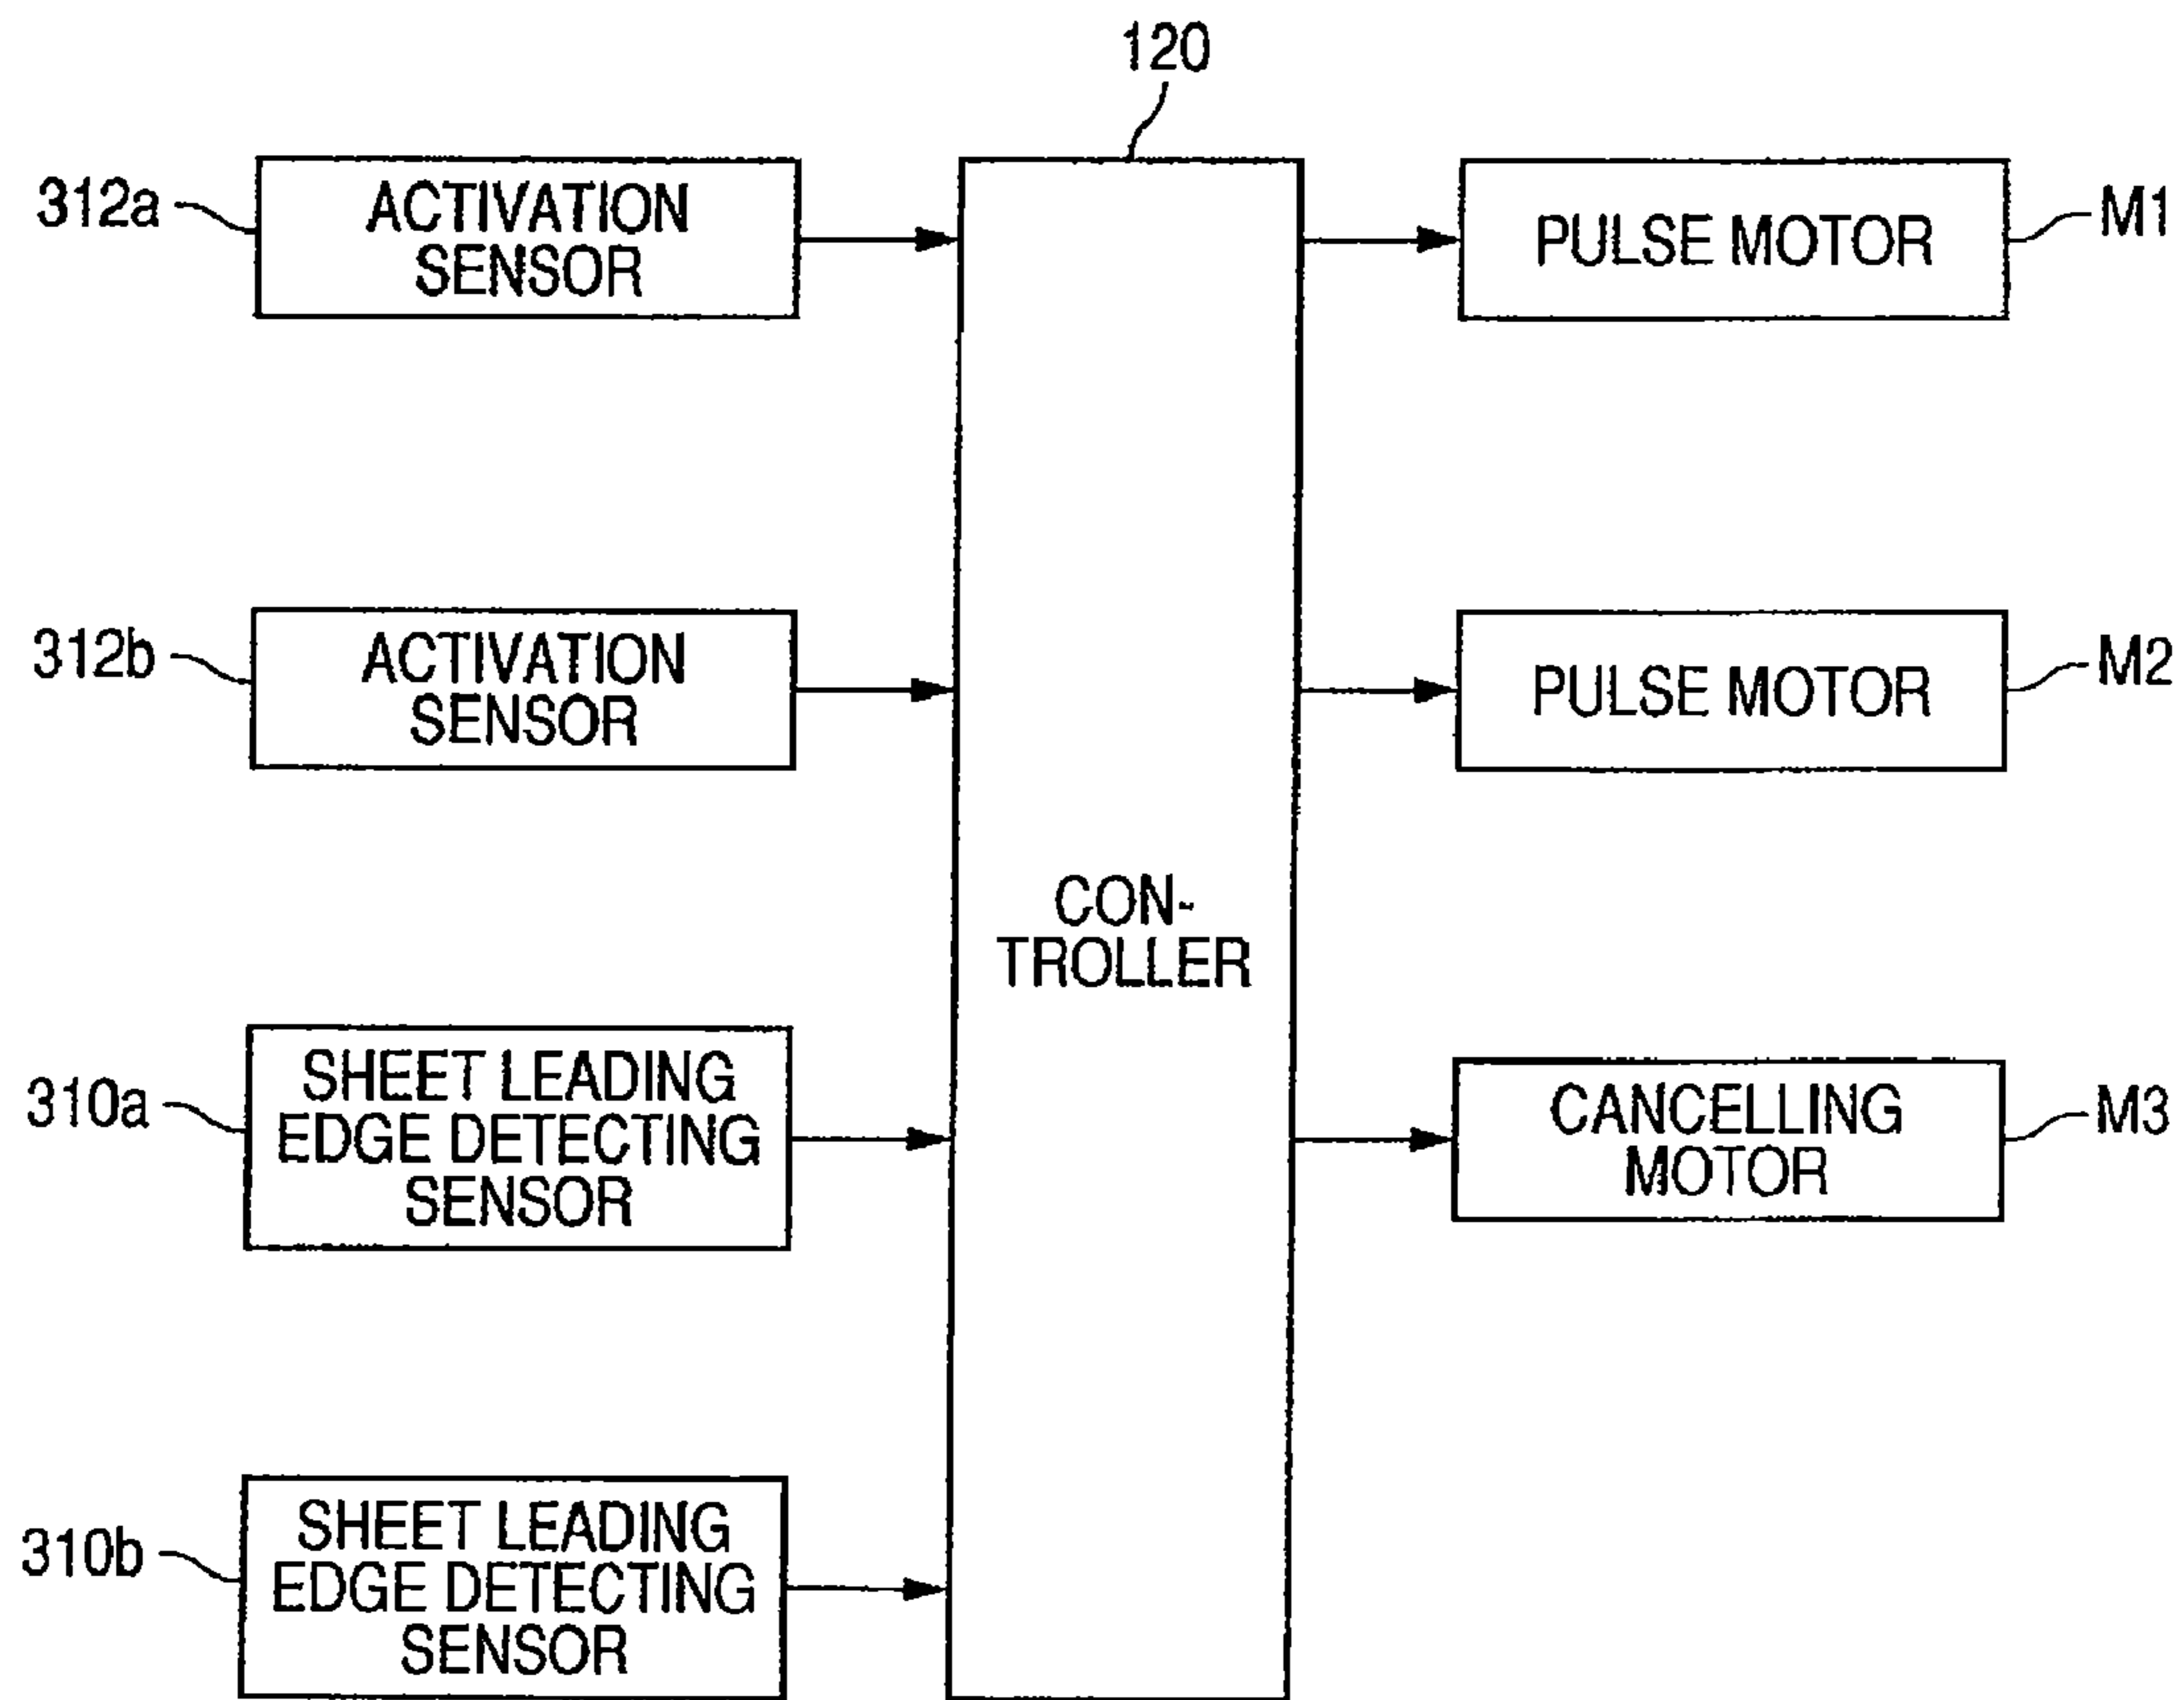 120
312a
ACTIVATION
SENSOR
PULSE MOTOR
M1
312b
ACTIVATION
SENSOR
PULSE MOTOR
M2
CON-
TROLLER
310a
SHEET LEADING
EDGE DETECTING
SENSOR
CANCELLING
MOTOR
M3
310b
SHEET LEADING
EDGE DETECTING
SENSOR